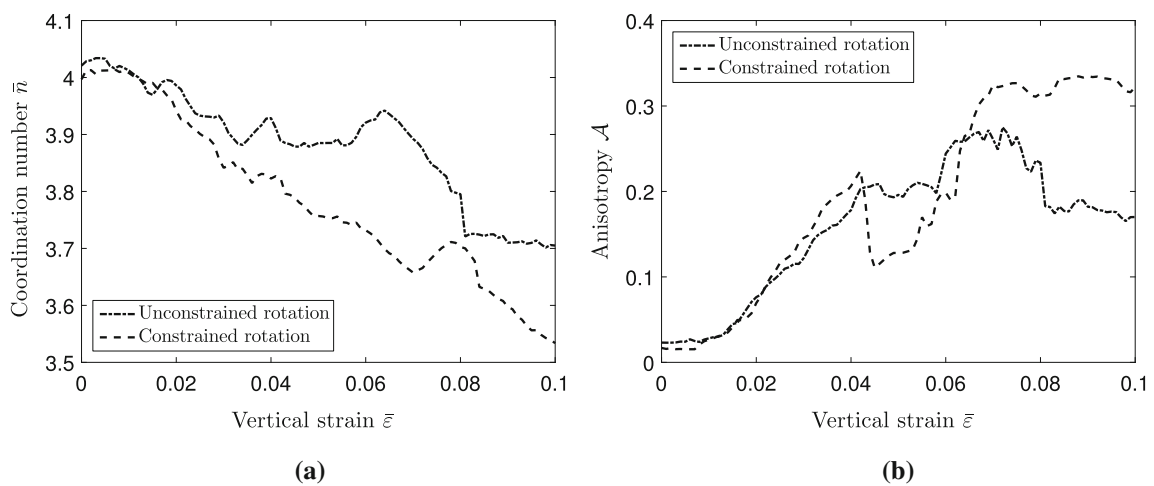 4.1
4
3.9
3.8
3.7
3.6
3.5
Coordination number n̄
Unconstrained rotation
Constrained rotation
0 0.02 0.04 0.06 0.08 0.1
Vertical strain ε̄
(a)
0.4
0.3
0.2
0.1
0
Anisotropy 𝒜
Unconstrained rotation
Constrained rotation
0 0.02 0.04 0.06 0.08 0.1
Vertical strain ε̄
(b)